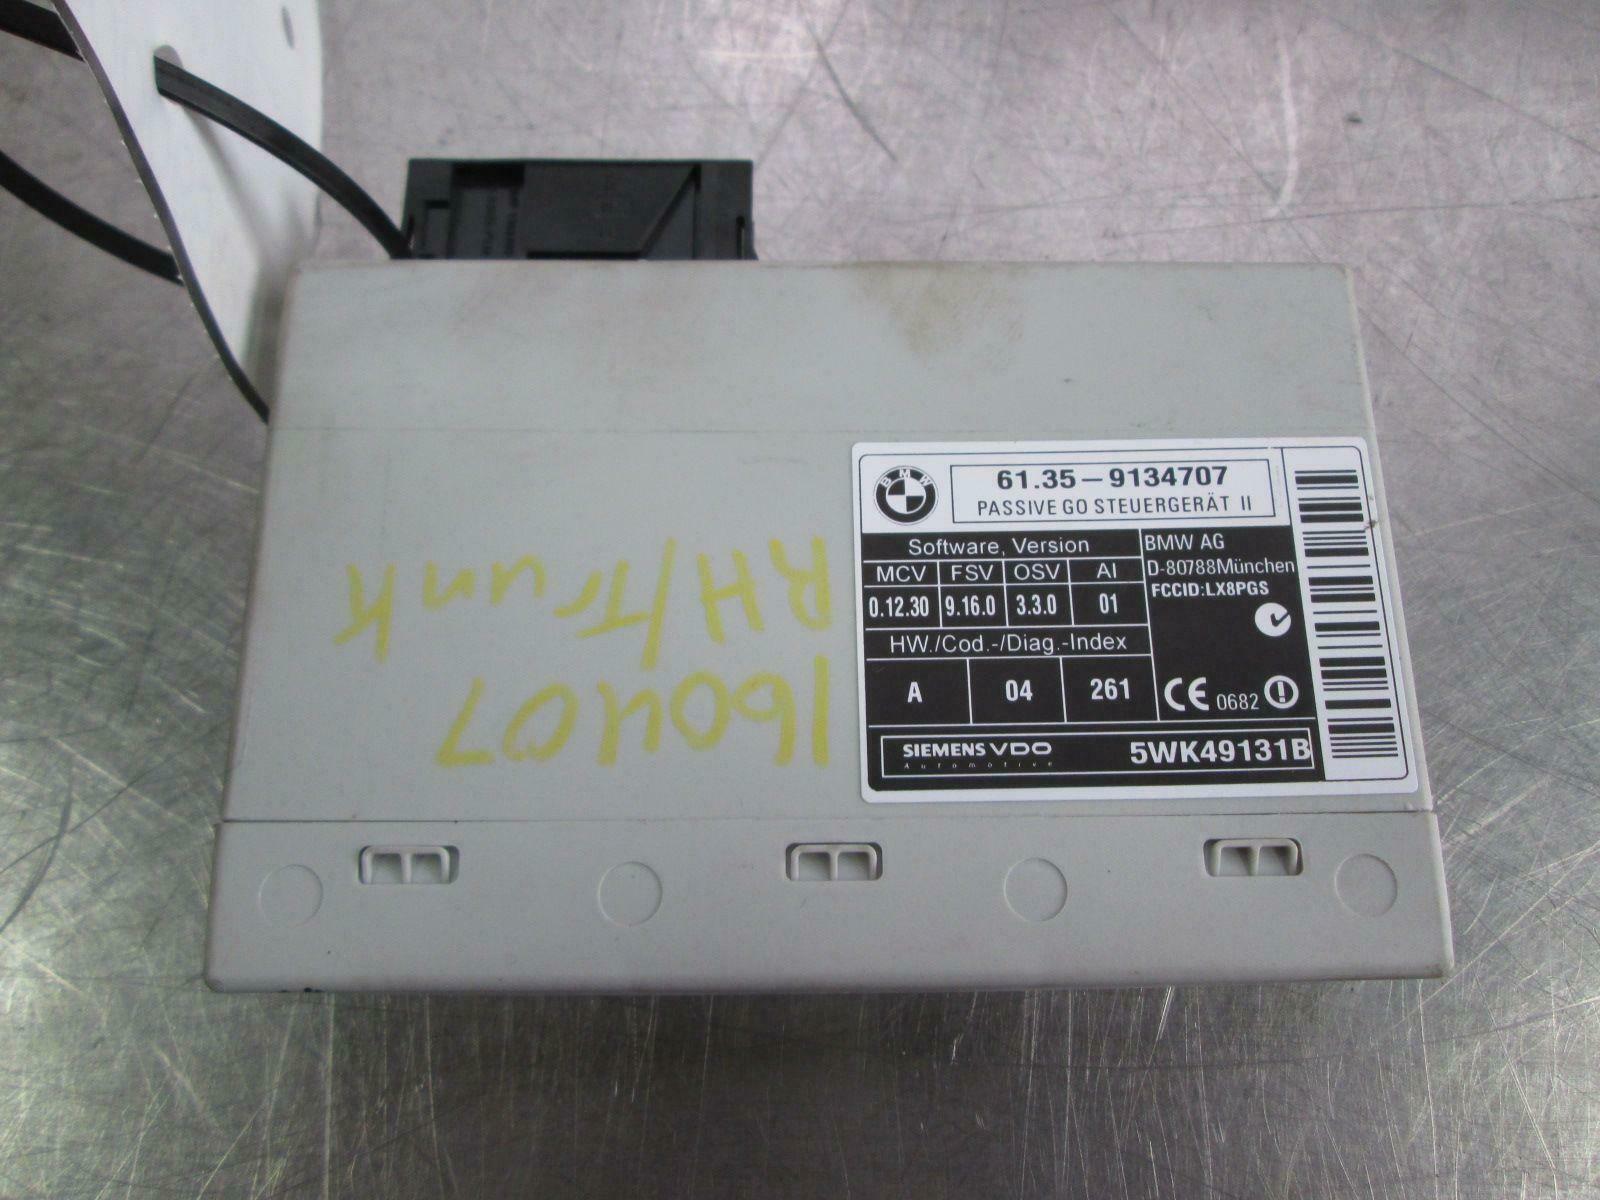 BMW
61.35-9134707
PASSIVE GO STEUERGERÄT II
Software, Version
MCV FSV OSV AI
0.12.30 9.16.0 3.3.0 01
HW./Cod.-/Diag.-Index
A 04 261
BMW AG
D-80788München
FCCID:LX8PGS
CE 0682
SIEMENS VDO
Automotive
5WK49131B
160407
RH/Trunk